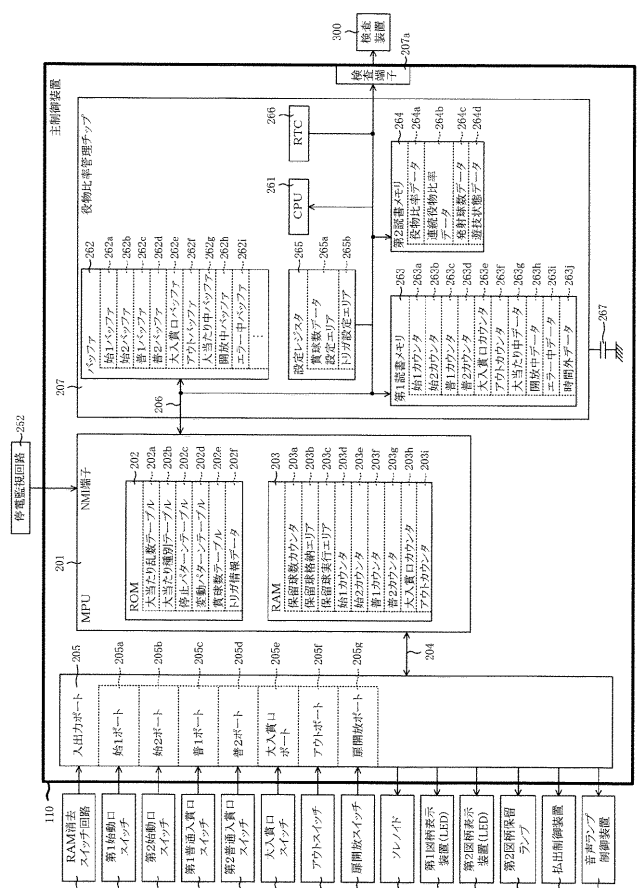 110
主制御装置
RAM消去
スイッチ回路
第1始動口
スイッチ
第2始動口
スイッチ
第1普通入賞口
スイッチ
第2普通入賞口
スイッチ
大入賞口
スイッチ
アウトスイッチ
扉開放スイッチ
ソレノイド
第1図柄表示
装置(LED)
第2図柄表示
装置(LED)
第2図柄保留
ランプ
払出制御装置
音声ランプ
制御装置
入出力ポート
205
始1ポート
205a
始2ポート
205b
普1ポート
205c
普2ポート
205d
大入賞口
ポート
205e
アウトポート
205f
扉開放ポート
205g
204
停電監視回路
252
201
MPU
NMI端子
ROM
202
大当たり乱数テーブル
202a
大当たり種別テーブル
202b
停止パターンテーブル
202c
変動パターンテーブル
202d
賞球数テーブル
202e
トリガ情報データ
202f
RAM
203
保留球数カウンタ
203a
保留球格納エリア
203b
保留球実行エリア
203c
始1カウンタ
203d
始2カウンタ
203e
普1カウンタ
203f
普2カウンタ
203g
大入賞口カウンタ
203h
アウトカウンタ
203i
206
207
役物比率管理チップ
バッファ
262
始1バッファ
262a
始2バッファ
262b
普1バッファ
262c
普2バッファ
262d
大入賞口バッファ
262e
アウトバッファ
262f
大当たり中バッファ
262g
開放中バッファ
262h
エラー中バッファ
262i
設定レジスタ
265
賞球数データ
設定エリア
265a
トリガ設定エリア
265b
第1読書メモリ
263
始1カウンタ
263a
始2カウンタ
263b
普1カウンタ
263c
普2カウンタ
263d
大入賞口カウンタ
263e
アウトカウンタ
263f
大当たり中データ
263g
開放中データ
263h
エラー中データ
263i
時間外データ
263j
267
261
CPU
266
RTC
第2読書メモリ
264
役物比率データ
264a
連続役物比率
データ
264b
発射球数データ
264c
遊技状態データ
264d
検査
端子
207a
300
検査
装置